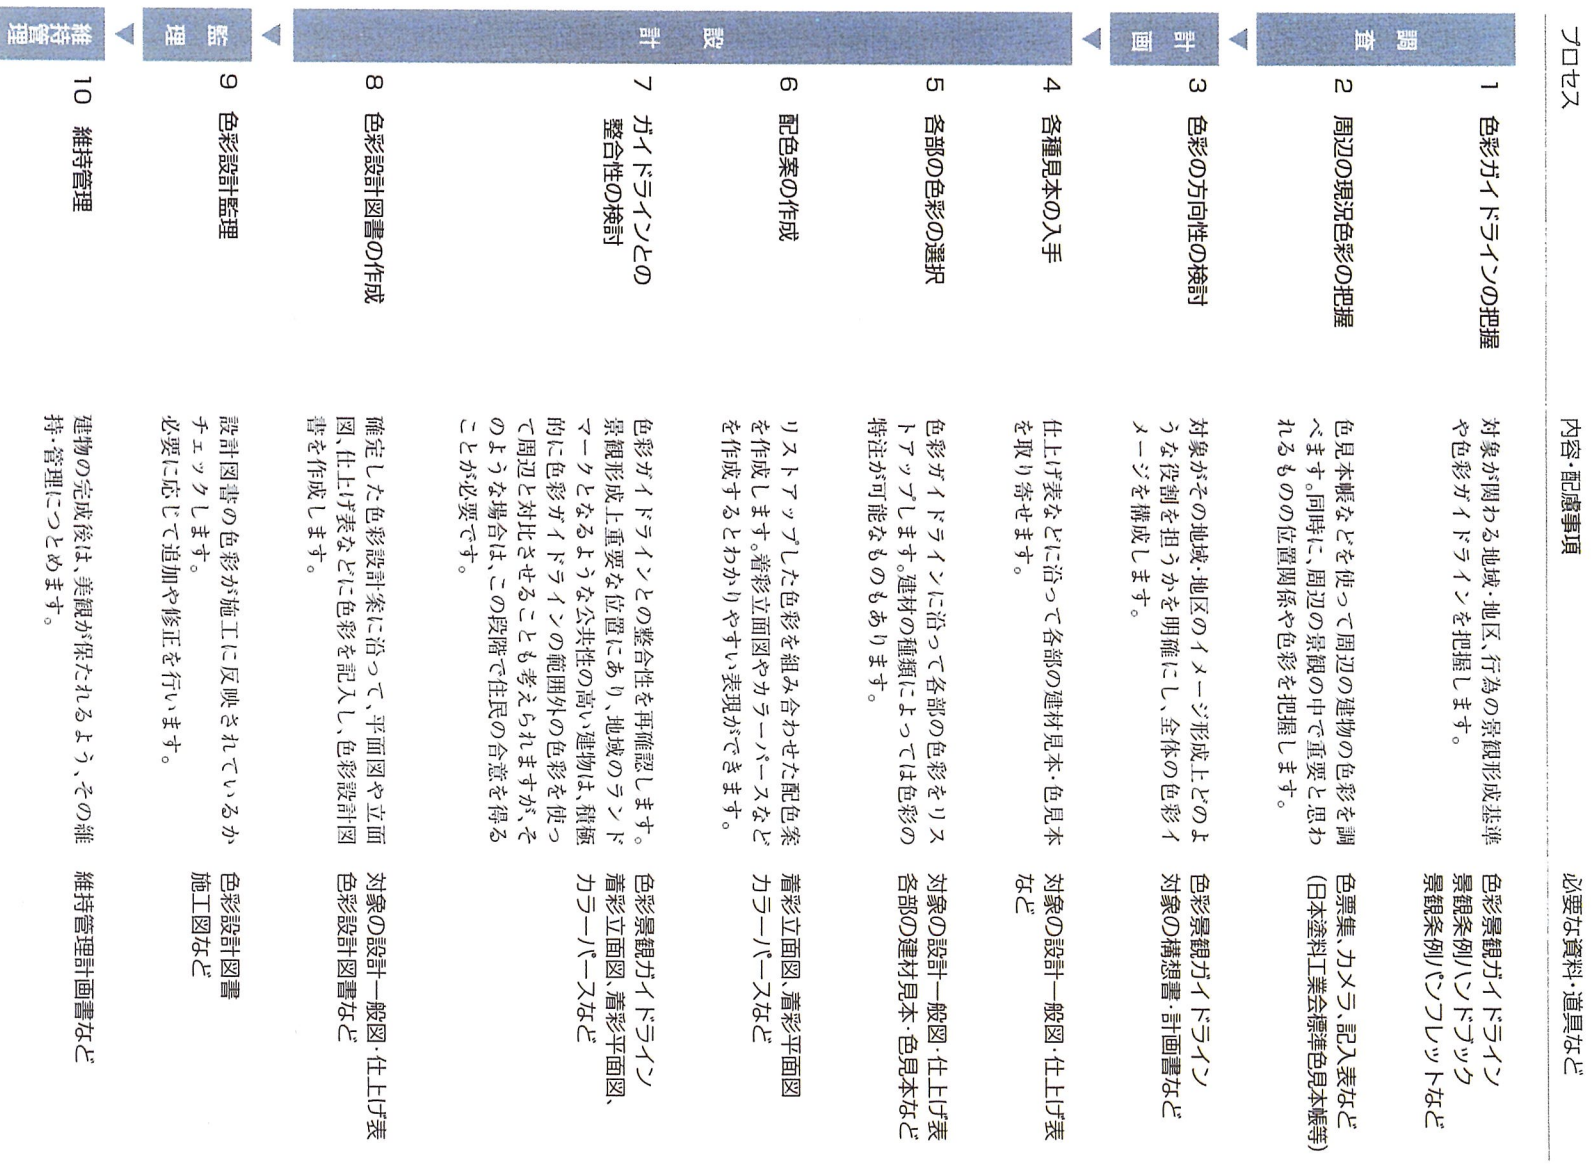 プロセス
内容・配慮事項
必要な資料・道具など
調査
1 色彩ガイドラインの把握
対象が関わる地域・地区、行為の景観形成基準
や色彩ガイドラインを把握します。
色彩景観ガイドライン
景観条例ハンドブック
景観条例パンフレットなど
2 周辺の現況色彩の把握
色見本帳などを使って周辺の建物の色彩を調
べます。同時に、周辺の景観の中で重要と思わ
れるものの位置関係や色彩を把握します。
色票集、カメラ、記入表など
(日本塗料工業会標準色見本帳等)
計画
3 色彩の方向性の検討
対象がその地域・地区のイメージ形成上どのよ
うな役割を担うかを明確にし、全体の色彩イ
メージを構成します。
色彩景観ガイドライン
対象の構想書・計画書など
設計
4 各種見本の入手
仕上げ表などに沿って各部の建材見本・色見本
を取り寄せます。
対象の設計一般図・仕上げ表
など
5 各部の色彩の選択
色彩ガイドラインに沿って各部の色彩をリス
トアップします。建材の種類によっては色彩の
特注が可能なものもあります。
対象の設計一般図・仕上げ表
各部の建材見本・色見本など
6 配色案の作成
リストアップした色彩を組み合わせた配色案
を作成します。着彩立面図やカラーパースなど
を作成するとわかりやすい表現ができます。
着彩立面図、着彩平面図
カラーパースなど
7 ガイドラインとの
整合性の検討
色彩ガイドラインとの整合性を再確認します。
景観形成上重要な位置にあり、地域のランド
マークとなるような公共性の高い建物は、積極
的に色彩ガイドラインの範囲外の色彩を使っ
て周辺と対比させることも考えられますが、そ
のような場合は、この段階で住民の合意を得る
ことが必要です。
色彩景観ガイドライン
着彩立面図、着彩平面図、
カラーパースなど
8 色彩設計図書の作成
確定した色彩設計案に沿って、平面図や立面
図、仕上げ表などに色彩を記入し、色彩設計図
書を作成します。
対象の設計一般図・仕上げ表
色彩設計図書など
監理
9 色彩設計監理
設計図書の色彩が施工に反映されているか
チェックします。
必要に応じて追加や修正を行います。
色彩設計図書
施工図など
維持管理
10 維持管理
建物の完成後は、美観が保たれるよう、その維
持・管理につとめます。
維持管理計画書など